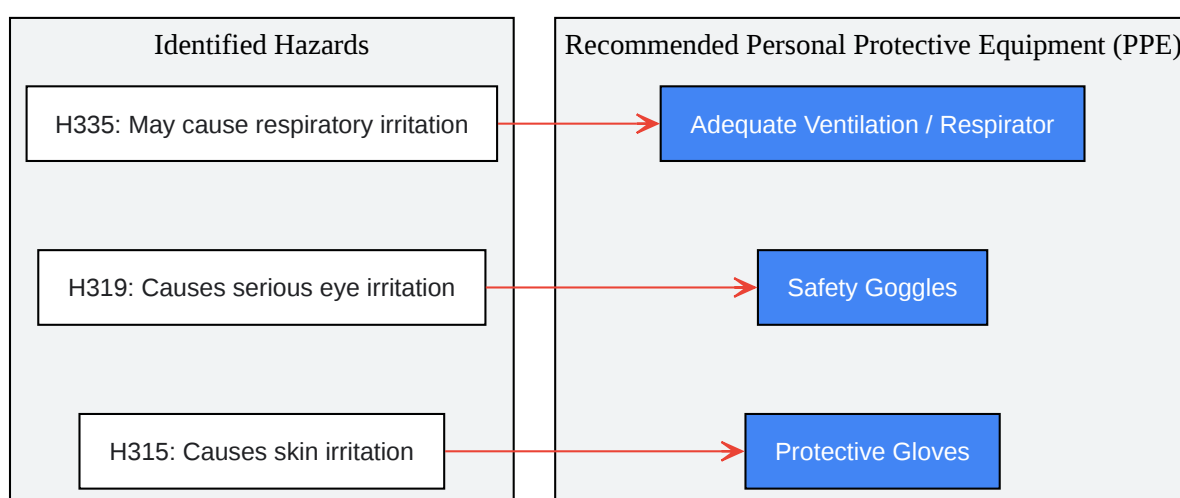 Identified Hazards
Recommended Personal Protective Equipment (PPE)
H335: May cause respiratory irritation
Adequate Ventilation / Respirator
H319: Causes serious eye irritation
Safety Goggles
H315: Causes skin irritation
Protective Gloves